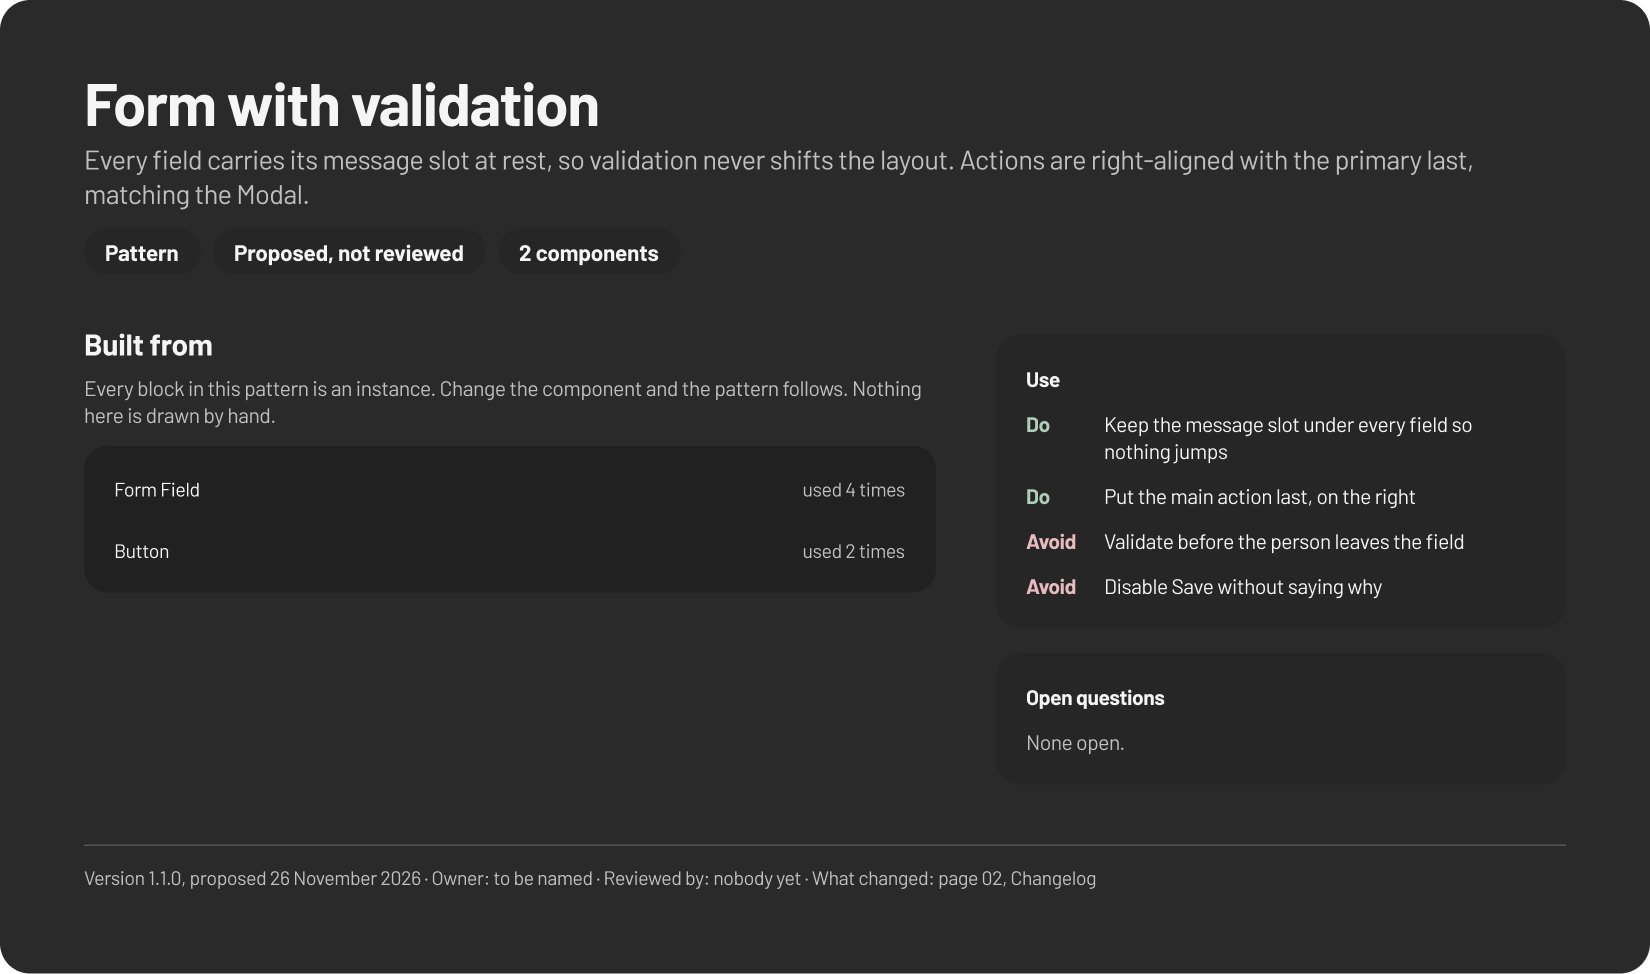 Form with validation
Every field carries its message slot at rest, so validation never shifts the layout. Actions are right-aligned with the primary last,
matching the Modal.
Pattern
Proposed, not reviewed
2 components
Built from
Every block in this pattern is an instance. Change the component and the pattern follows. Nothing
here is drawn by hand.
Form Field used 4 times
Button used 2 times
Use
Do Keep the message slot under every field so
nothing jumps
Do Put the main action last, on the right
Avoid Validate before the person leaves the field
Avoid Disable Save without saying why
Open questions
None open.
Version 1.1.0, proposed 26 November 2026 · Owner: to be named · Reviewed by: nobody yet · What changed: page 02, Changelog